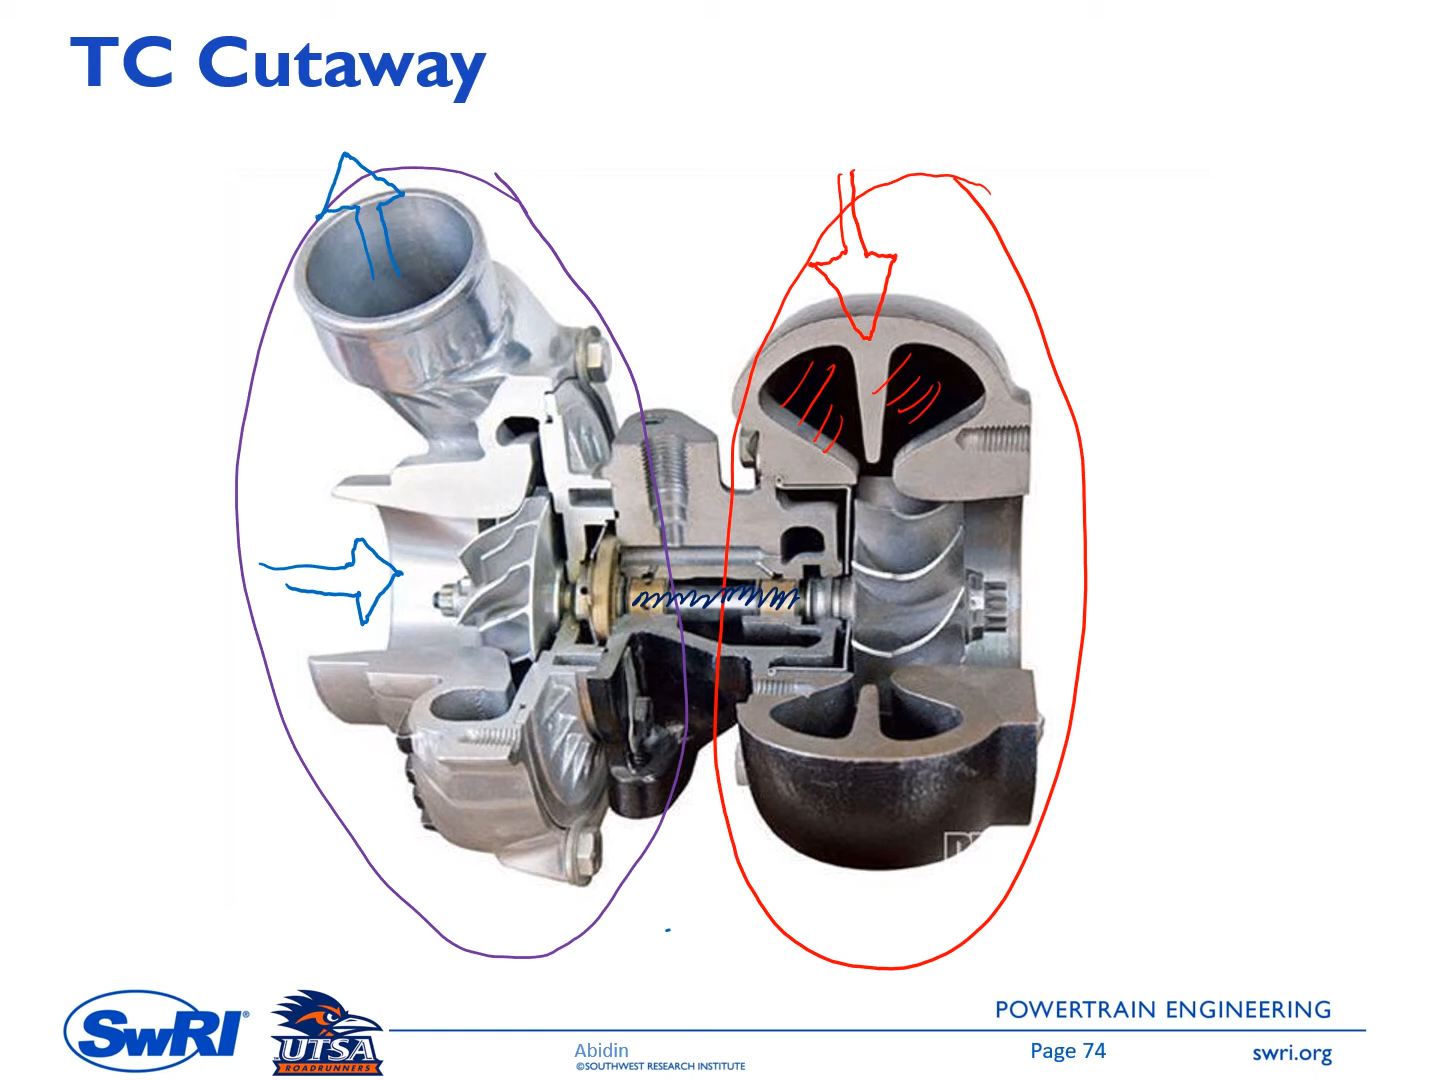 TC Cutaway
SwRI®
UTSA
ROADRUNNERS
POWERTRAIN ENGINEERING
Abidin
©SOUTHWEST RESEARCH INSTITUTE
Page 74
swri.org